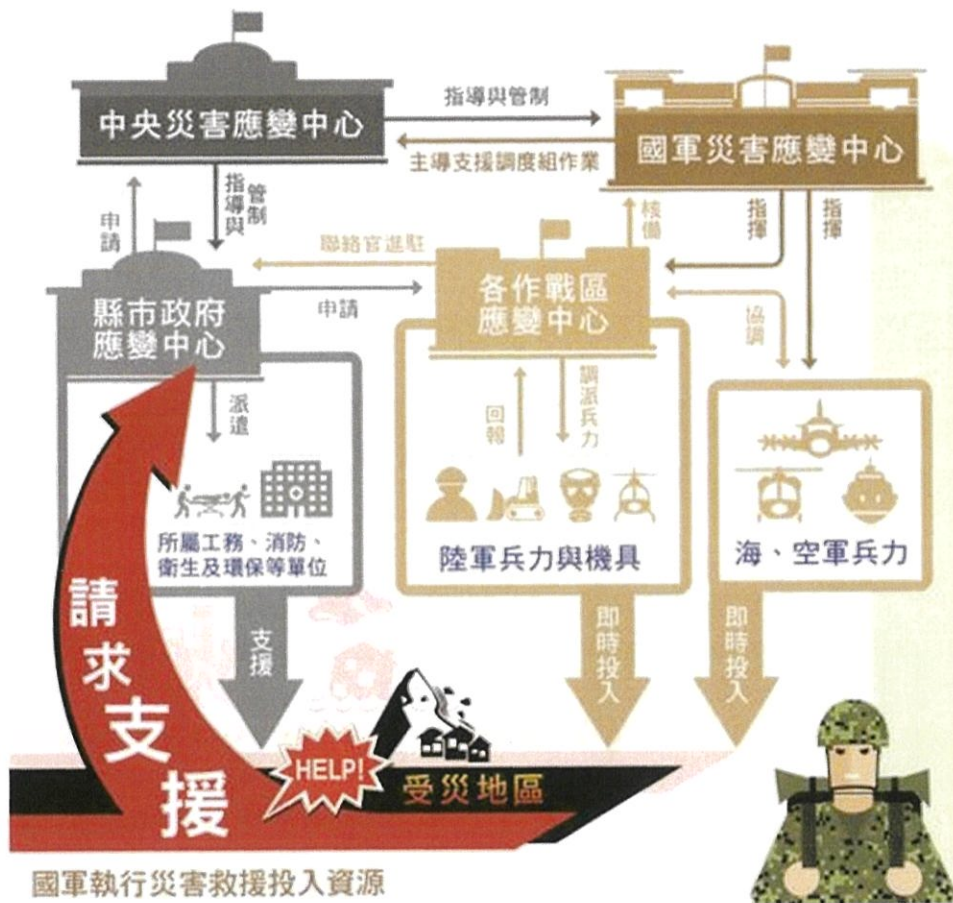 中央災害應變中心
指導與管制
主導支援調度組作業
國軍災害應變中心
申請
指導與
管制
聯絡官進駐
核備
指揮
指揮
縣市政府
應變中心
申請
各作戰區
應變中心
協調
派遣
回報
調派兵力
所屬工務、消防、
衛生及環保等單位
陸軍兵力與機具
海、空軍兵力
請求支援
支援
即時投入
即時投入
HELP!
受災地區
國軍執行災害救援投入資源